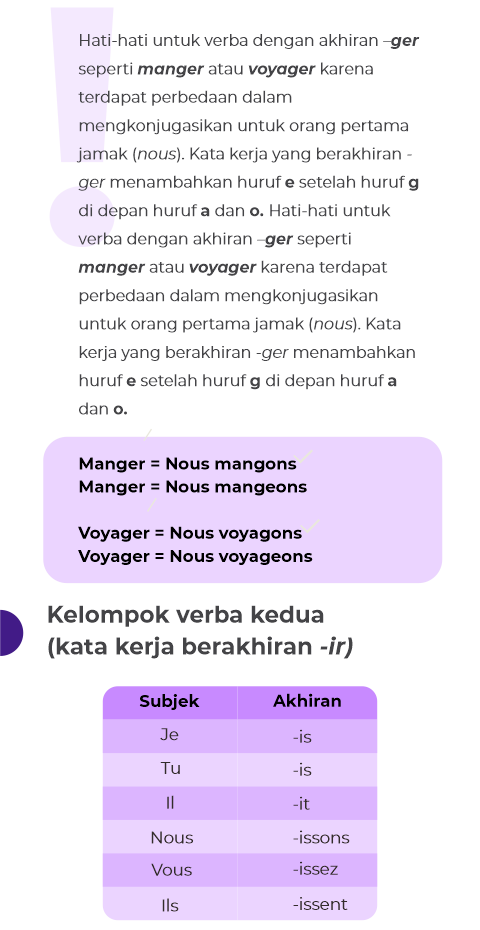 Hati-hati untuk verba dengan akhiran –ger
seperti manger atau voyager karena
terdapat perbedaan dalam
mengkonjugasikan untuk orang pertama
jamak (nous). Kata kerja yang berakhiran -
ger menambahkan huruf e setelah huruf g
di depan huruf a dan o. Hati-hati untuk
verba dengan akhiran –ger seperti
manger atau voyager karena terdapat
perbedaan dalam mengkonjugasikan
untuk orang pertama jamak (nous). Kata
kerja yang berakhiran -ger menambahkan
huruf e setelah huruf g di depan huruf a
dan o.
Manger = Nous mangons
Manger = Nous mangeons
Voyager = Nous voyagons
Voyager = Nous voyageons
Kelompok verba kedua
(kata kerja berakhiran -ir)
Subjek Akhiran
Je -is
Tu -is
Il -it
Nous -issons
Vous -issez
Ils -issent